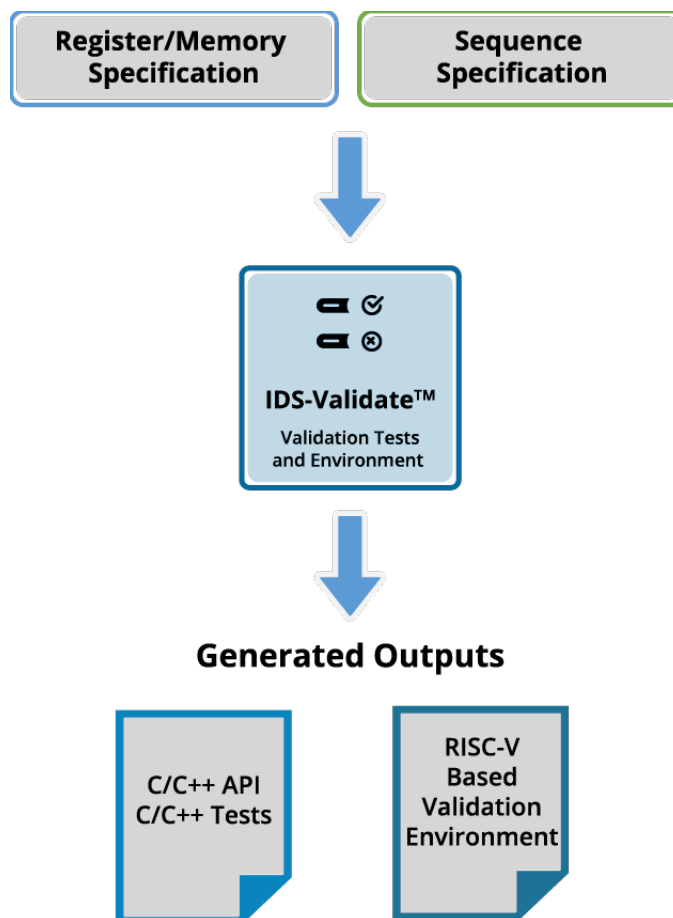 Register/Memory
Specification
Sequence
Specification
IDS-Validate™
Validation Tests
and Environment
Generated Outputs
C/C++ API
C/C++ Tests
RISC-V
Based
Validation
Environment